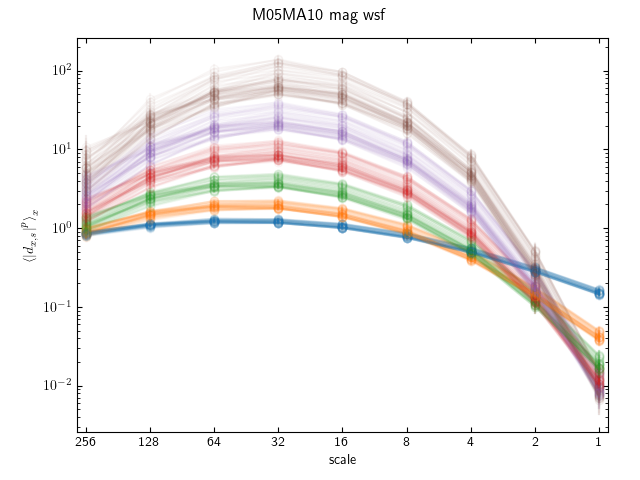 M05MA10 mag wsf
⟨|d_{x,s}|^p⟩_x
10^2
10^1
10^0
10^{-1}
10^{-2}
256 128 64 32 16 8 4 2 1
scale